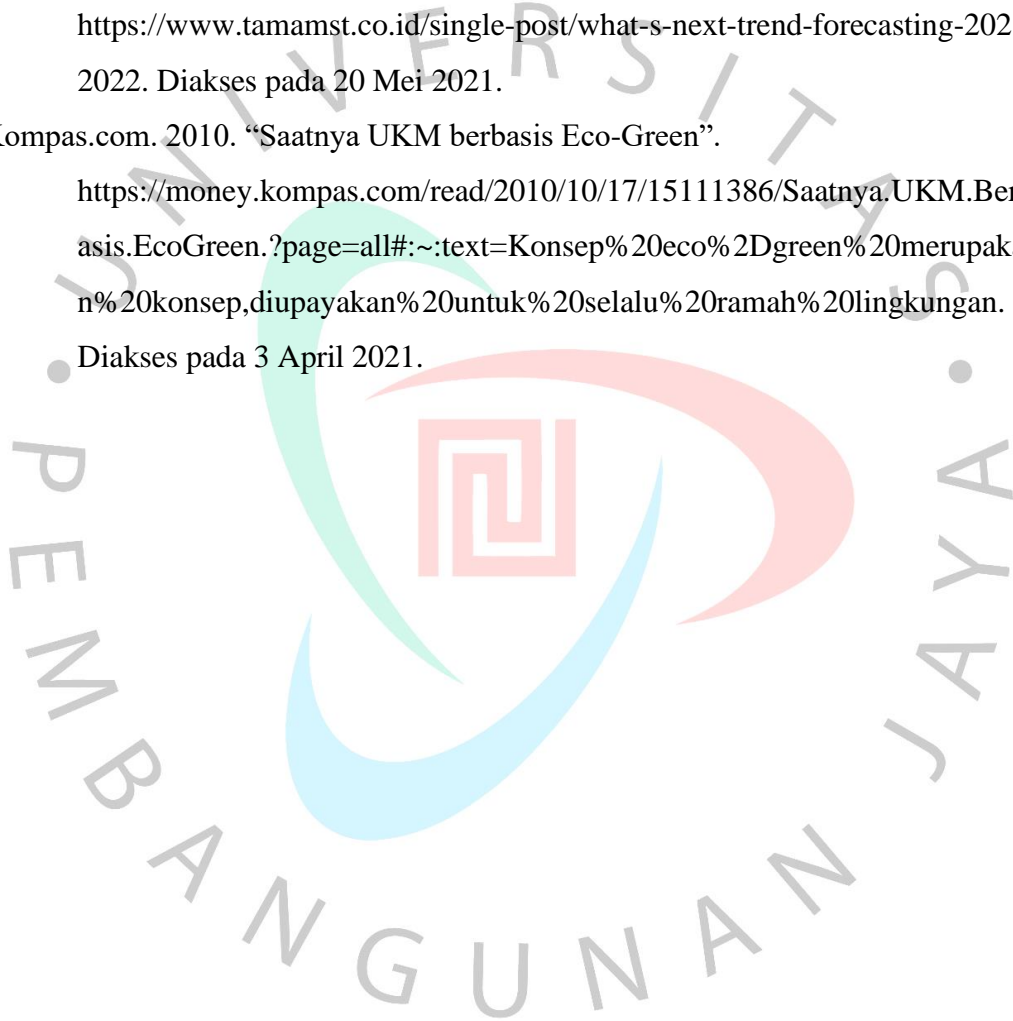 https://www.tamamst.co.id/single-post/what-s-next-trend-forecasting-202
2022. Diakses pada 20 Mei 2021.
Kompas.com. 2010. “Saatnya UKM berbasis Eco-Green”.
https://money.kompas.com/read/2010/10/17/15111386/Saatnya.UKM.Ber
asis.EcoGreen.?page=all#:~:text=Konsep%20eco%2Dgreen%20merupak
n%20konsep,diupayakan%20untuk%20selalu%20ramah%20lingkungan.
Diakses pada 3 April 2021.
UNIVERSITAS
PEMBANGUNAN JAYA